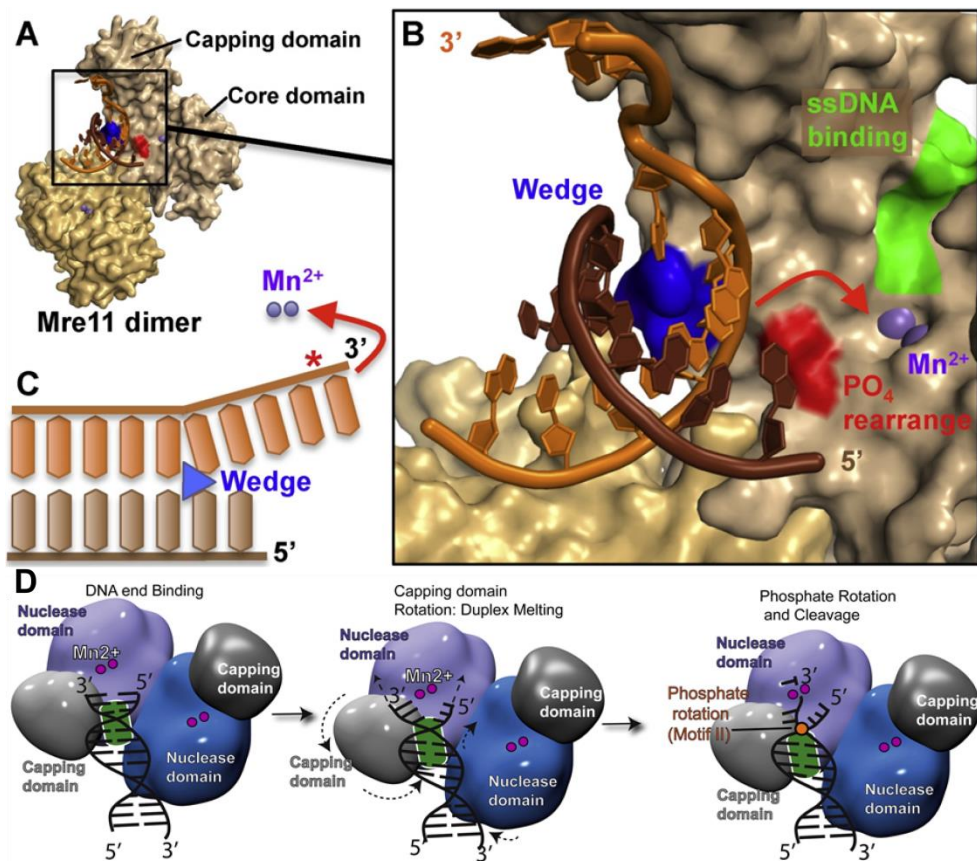 A
Capping domain
Core domain
Mre11 dimer
B
3’
ssDNA
binding
Wedge
Mn2+
PO4
rearrange
5’
C
Mn2+
*
3’
Wedge
5’
D
DNA end Binding
Nuclease
domain
Mn2+
3’
5’
Capping
domain
Capping
domain
Nuclease
domain
5’
3’
Capping domain
Rotation: Duplex Melting
Nuclease
domain
Mn2+
3’
5’
Capping
domain
Capping
domain
Nuclease
domain
5’
3’
Phosphate Rotation
and Cleavage
Nuclease
domain
3’
5’
Phosphate
rotation
(Motif II)
Capping
domain
Capping
domain
Nuclease
domain
5’
3’